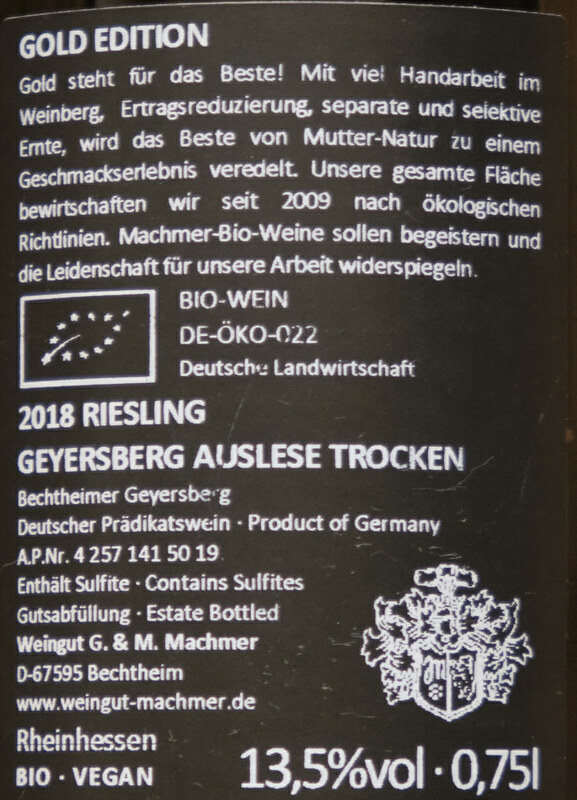 GOLD EDITION
Gold steht für das Beste! Mit viel Handarbeit im
Weinberg, Ertragsreduzierung, separate und selektive
Ernte, wird das Beste von Mutter-Natur zu einem
Geschmackserlebnis veredelt. Unsere gesamte Fläche
bewirtschaften wir seit 2009 nach ökologischen
Richtlinien. Machmer-Bio-Weine sollen begeistern und
die Leidenschaft für unsere Arbeit widerspiegeln.
BIO-WEIN
DE-ÖKO-022
Deutsche Landwirtschaft
2018 RIESLING
GEYERSBERG AUSLESE TROCKEN
Bechtheimer Geyersberg
Deutscher Prädikatswein · Product of Germany
A.P.Nr. 4 257 141 50 19
Enthält Sulfite · Contains Sulfites
Gutsabfüllung · Estate Bottled
Weingut G. & M. Machmer
D-67595 Bechtheim
www.weingut-machmer.de
Rheinhessen
BIO · VEGAN
13,5%vol · 0,75l